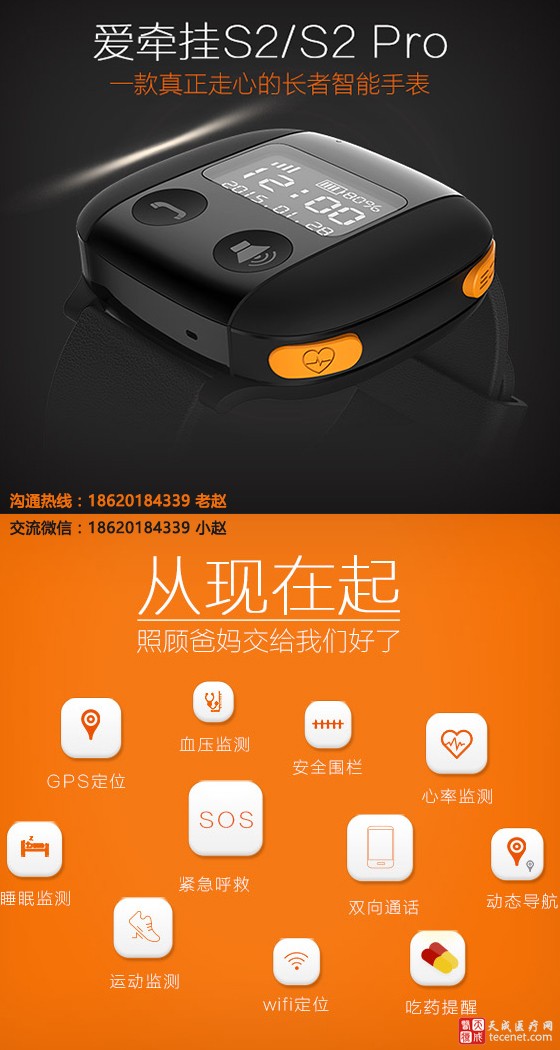 爱牵挂S2/S2 Pro
一款真正走心的长者智能手表
80%
12:00
2015.01.28
沟通热线：18620184339 老赵
交流微信：18620184339 小赵
从现在起
照顾爸妈交给我们好了
血压监测
安全围栏
GPS定位
心率监测
SOS
紧急呼救
睡眠监测
双向通话
动态导航
运动监测
wifi定位
吃药提醒
天成医疗网
tecenet.com